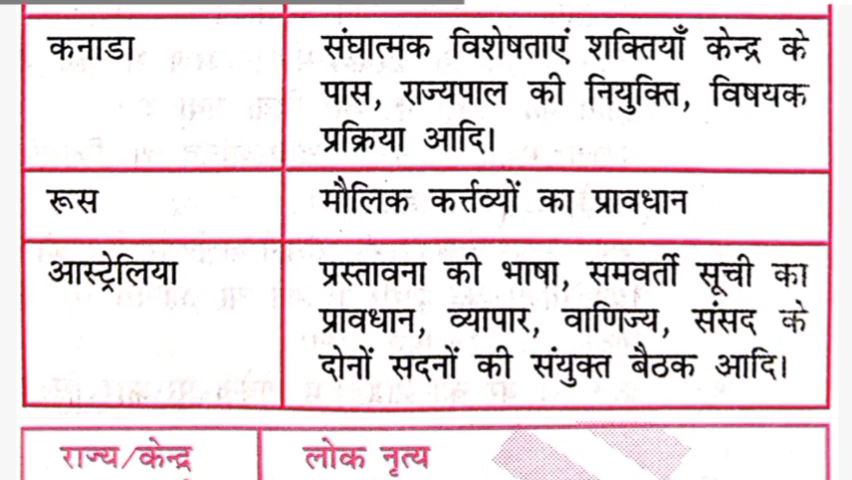 कनाडा
संघात्मक विशेषताएं शक्तियाँ केन्द्र के
पास, राज्यपाल की नियुक्ति, विषयक
प्रक्रिया आदि।
रूस
मौलिक कर्त्तव्यों का प्रावधान
आस्ट्रेलिया
प्रस्तावना की भाषा, समवर्ती सूची का
प्रावधान, व्यापार, वाणिज्य, संसद के
दोनों सदनों की संयुक्त बैठक आदि।
राज्य/केन्द्र
लोक नृत्य